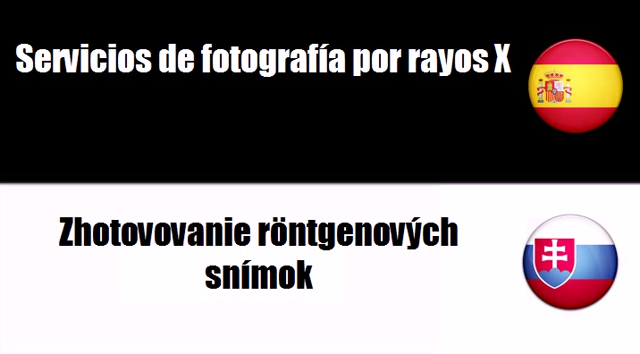 Servicios de fotografía por rayos X
Zhotovovanie röntgenových
snímok